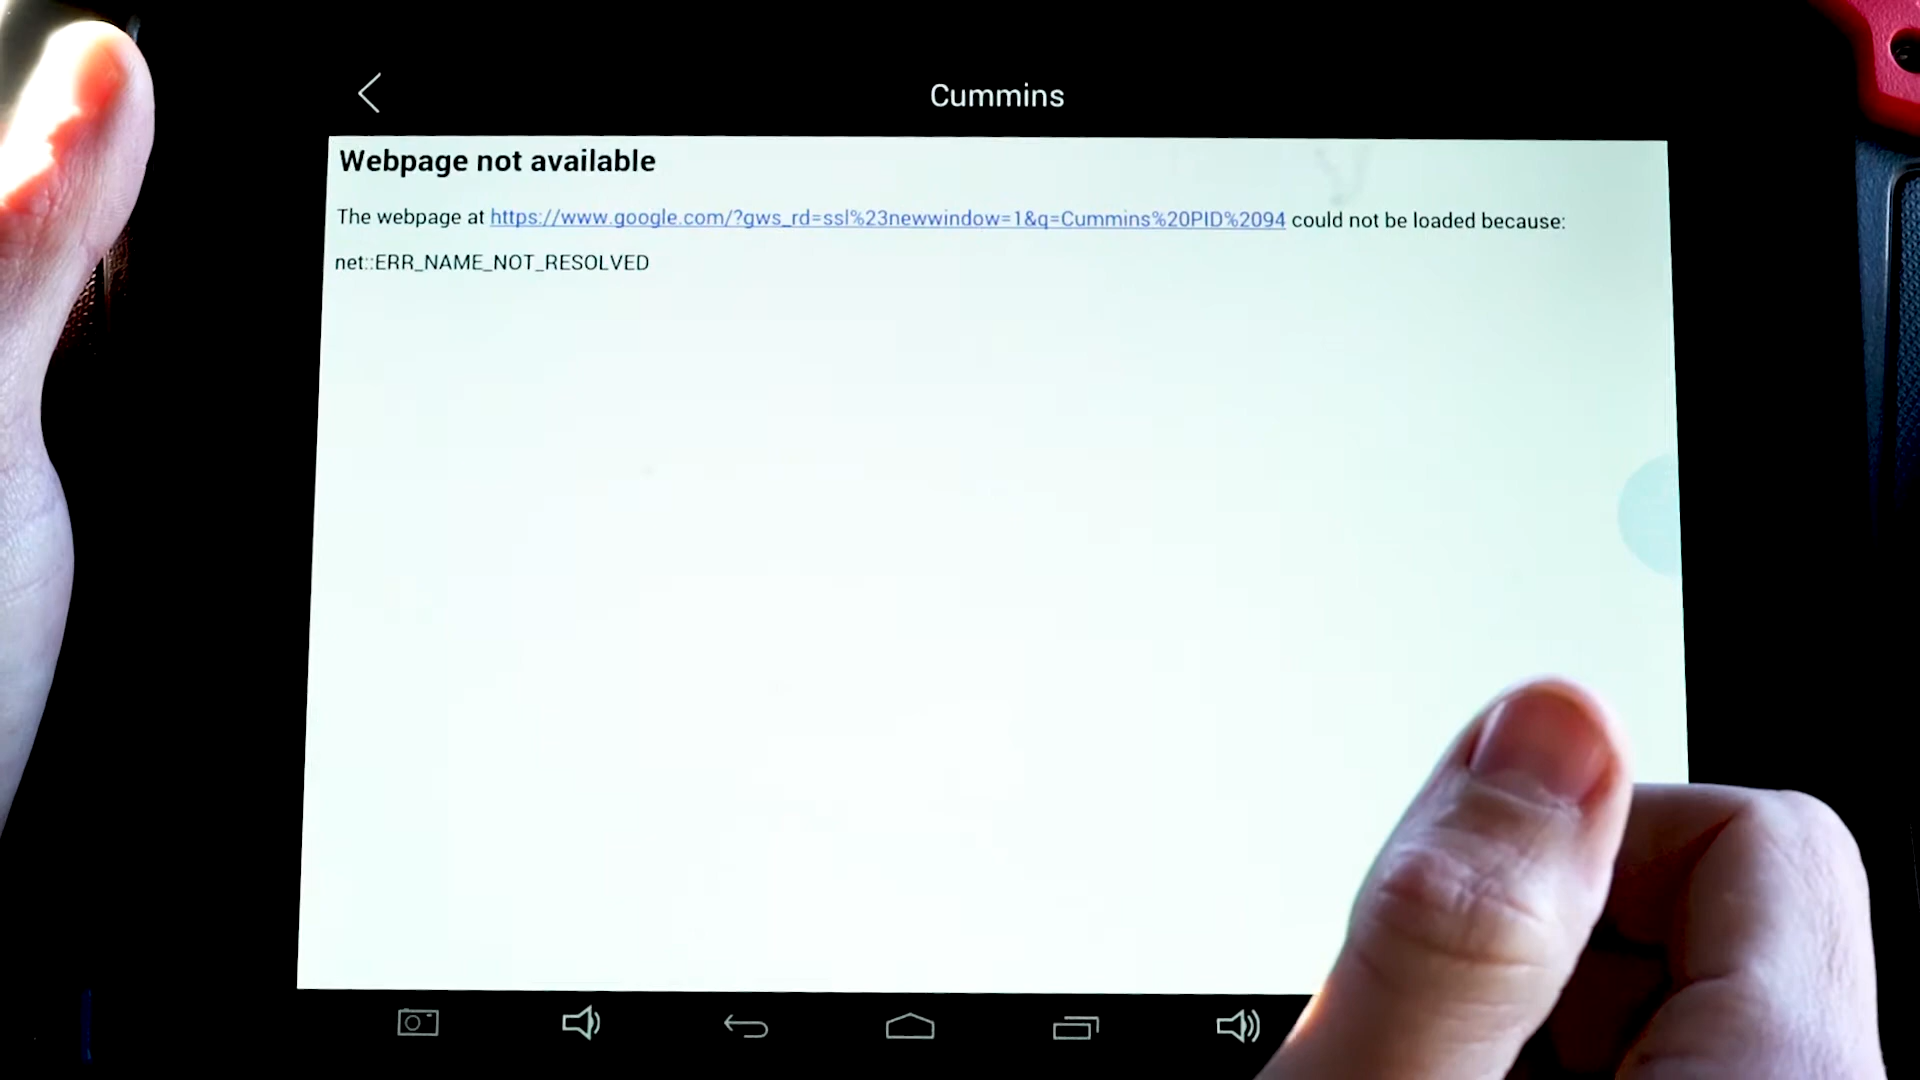 Cummins
Webpage not available
The webpage at https://www.google.com/?gws_rd=ssl%23newwindow=1&q=Cummins%20PID%2094 could not be loaded because:
net::ERR_NAME_NOT_RESOLVED